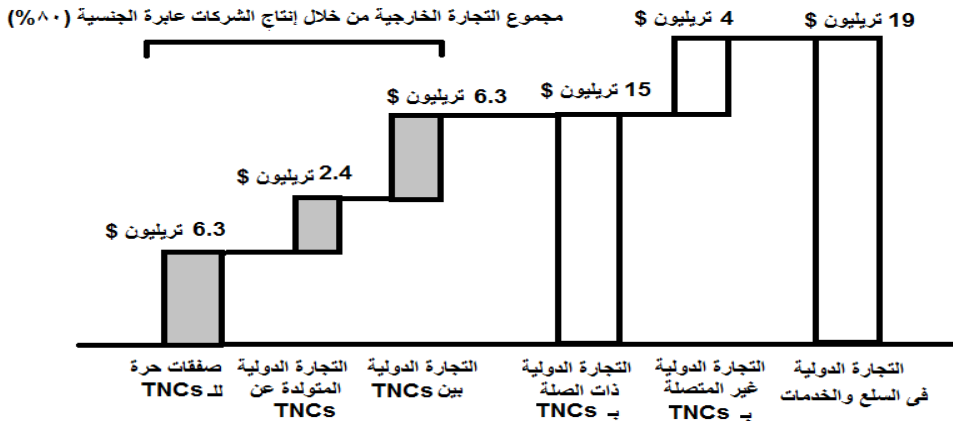 مجموع التجارة الخارجية من خلال إنتاج الشركات عابرة الجنسية (٨٠%)
19 تريليون $
4 تريليون $
15 تريليون $
6.3 تريليون $
2.4 تريليون $
6.3 تريليون $
صفقات حرة
للـ TNCs
التجارة الدولية
المتولدة عن
TNCs
التجارة الدولية
بين TNCs
التجارة الدولية
ذات الصلة
بـ TNCs
التجارة الدولية
غير المتصلة
بـ TNCs
التجارة الدولية
فى السلع والخدمات